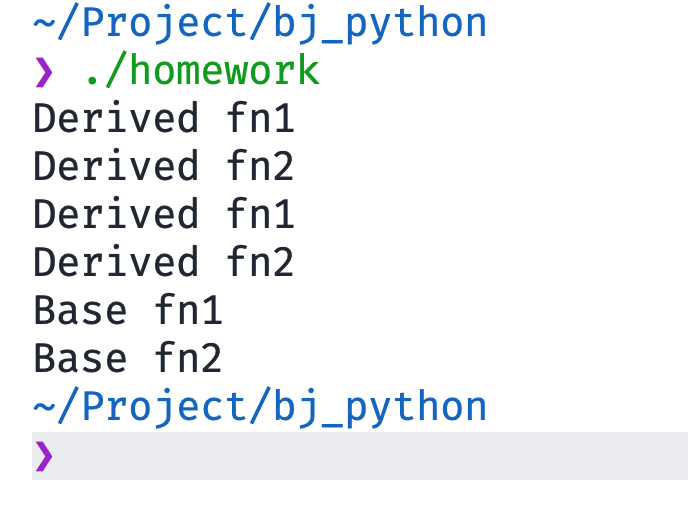 ~/Project/bj_python
❯ ./homework
Derived fn1
Derived fn2
Derived fn1
Derived fn2
Base fn1
Base fn2
~/Project/bj_python
❯